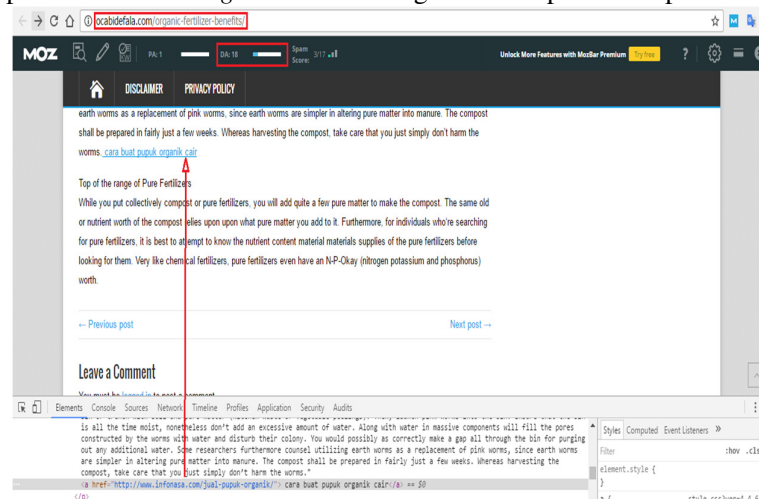 ocabidefala.com/organic-fertilizer-benefits/
MOZ PA: 1 DA: 18 Spam Score: 3/17 Unlock More Features with MozBar Premium Try free ?
DISCLAIMER PRIVACY POLICY
earth worms as a replacement of pink worms, since earth worms are simpler in altering pure matter into manure. The compost
shall be prepared in fairly just a few weeks. Whereas harvesting the compost, take care that you just simply don't harm the
worms. cara buat pupuk organik cair
Top of the range of Pure Fertilizers
While you put collectively compost or pure fertilizers, you will add quite a few pure matter to make the compost. The same old
or nutrient worth of the compost relies upon upon what pure matter you add to it. Furthermore, for individuals who're searching
for pure fertilizers, it is best to attempt to know the nutrient content material materials supplies of the pure fertilizers before
looking for them. Very like chemical fertilizers, pure fertilizers even have an N-P-Okay (nitrogen potassium and phosphorus)
worth.
← Previous post Next post →
Leave a Comment
Elements Console Sources Network Timeline Profiles Application Security Audits
is all the time moist, nonetheless don't add an excessive amount of water. Along with water in massive components will fill the pores
constructed by the worms with water and disturb their colony. You would possibly as correctly make a gap all through the bin for purging
out any additional water. Some researchers furthermore counsel utilizing earth worms as a replacement of pink worms, since earth worms
are simpler in altering pure matter into manure. The compost shall be prepared in fairly just a few weeks. Whereas harvesting the
compost, take care that you just simply don't harm the worms."
<a href="http://www.infonasa.com/jual-pupuk-organik/"> cara buat pupuk organik cair</a> == $0
</p>
Styles Computed Event Listeners »
Filter :hov .cls
element.style {
}